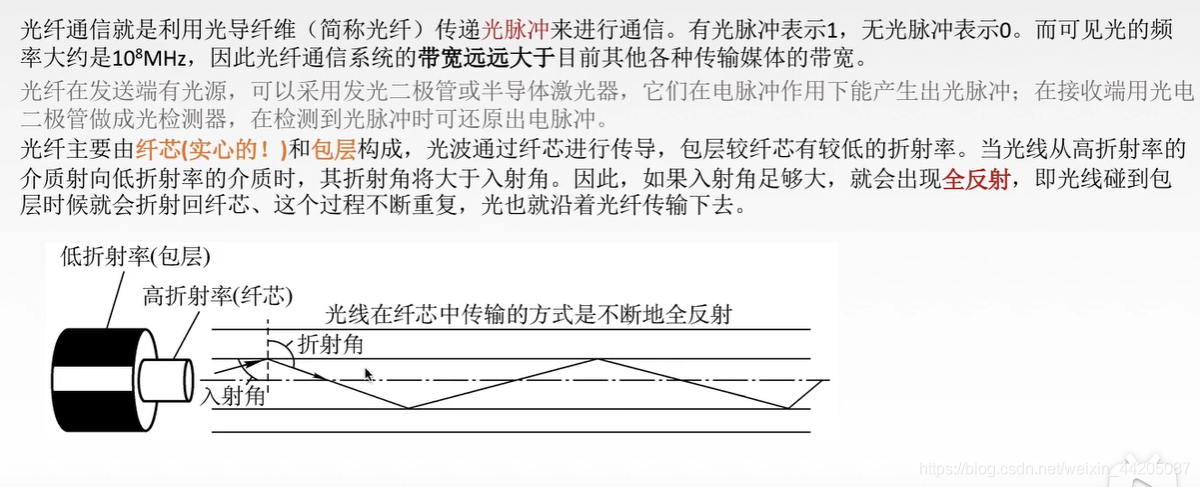 光纤通信就是利用光导纤维（简称光纤）传递光脉冲来进行通信。有光脉冲表示1，无光脉冲表示0。而可见光的频
率大约是10⁸MHz，因此光纤通信系统的带宽远远大于目前其他各种传输媒体的带宽。
光纤在发送端有光源，可以采用发光二极管或半导体激光器，它们在电脉冲作用下能产生出光脉冲；在接收端用光电
二极管做成光检测器，在检测到光脉冲时可还原出电脉冲。
光纤主要由纤芯(实心的！)和包层构成，光波通过纤芯进行传导，包层较纤芯有较低的折射率。当光线从高折射率的
介质射向低折射率的介质时，其折射角将大于入射角。因此，如果入射角足够大，就会出现全反射，即光线碰到包
层时候就会折射回纤芯、这个过程不断重复，光也就沿着光纤传输下去。
低折射率(包层)
高折射率(纤芯)
光线在纤芯中传输的方式是不断地全反射
折射角
入射角
https://blog.csdn.net/weixin_44205087